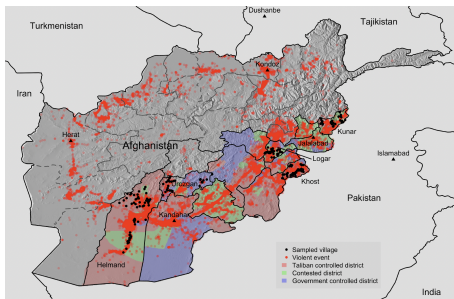 Dushanbe
Turkmenistan
Tajikistan
Kondoz
Iran
Herat
Afghanistan
Kunar
Jalalabad
Logar
Islamabad
Khost
Urozgan
Pakistan
Kandahar
Helmand
Sampled village
Violent event
Taliban controlled district
Contested district
Government controlled district
India